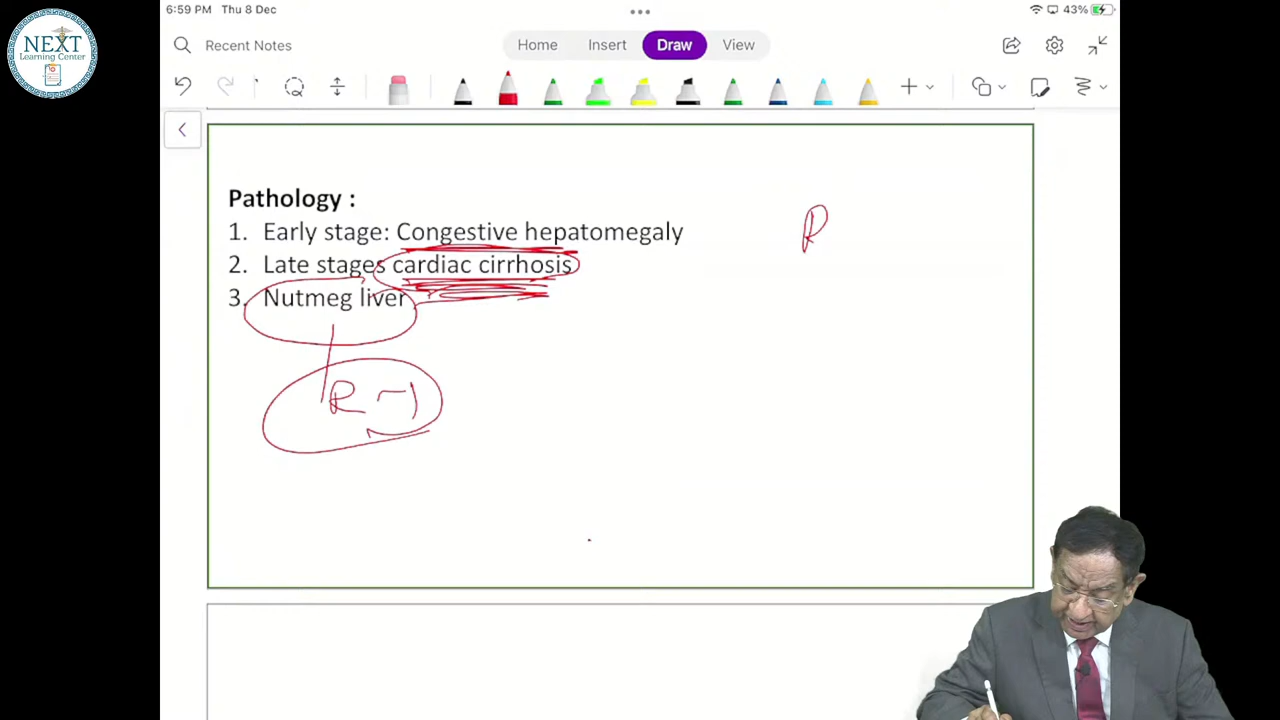 6:59 PM Thu 8 Dec
43%
NEXT
Learning Center
Recent Notes
Home Insert Draw View
Pathology :
1. Early stage: Congestive hepatomegaly
2. Late stages cardiac cirrhosis
3. Nutmeg liver
R